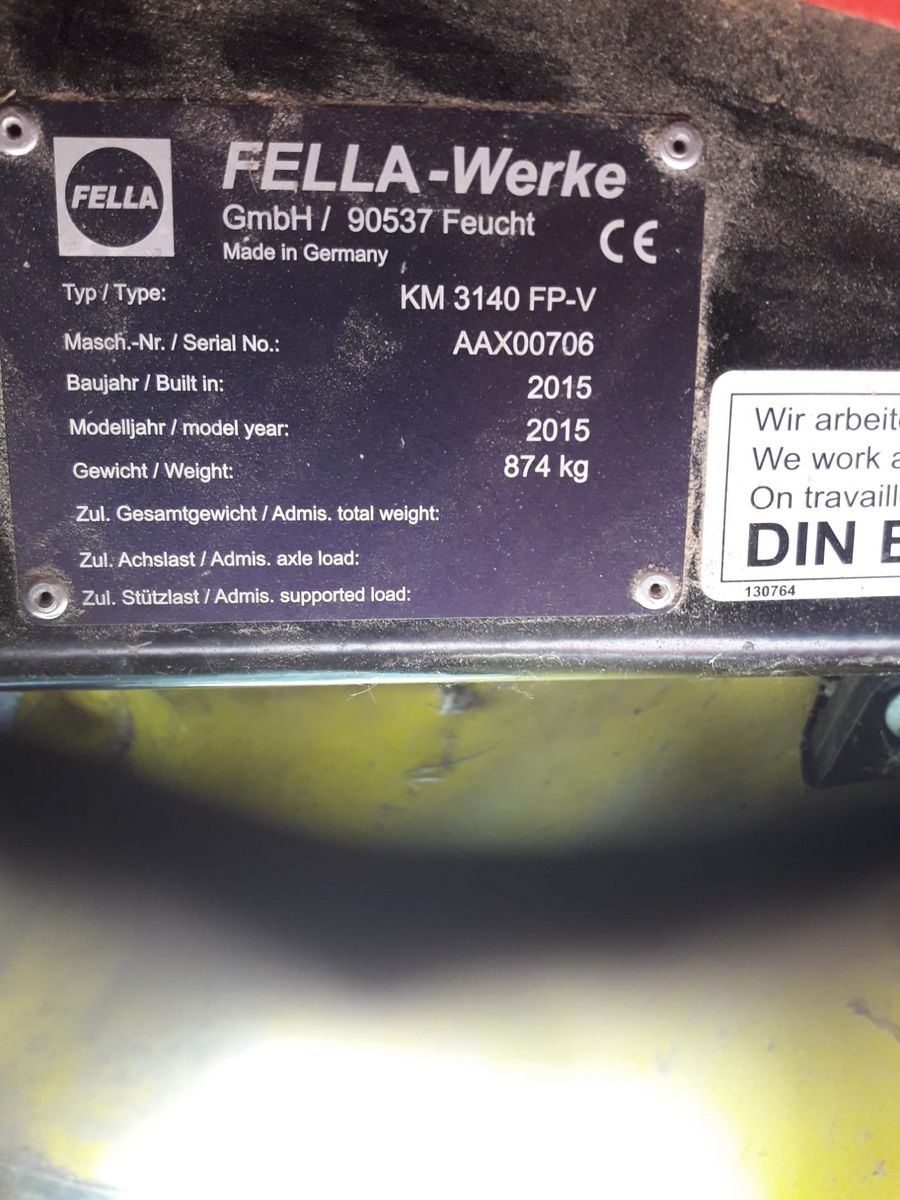 FELLA
FELLA-Werke
GmbH / 90537 Feucht
Made in Germany
CE
Typ / Type: KM 3140 FP-V
Masch.-Nr. / Serial No.: AAX00706
Baujahr / Built in: 2015
Modelljahr / model year: 2015
Gewicht / Weight: 874 kg
Zul. Gesamtgewicht / Admis. total weight:
Zul. Achslast / Admis. axle load:
Zul. Stützlast / Admis. supported load:
Wir
We work
On
DIN
130764